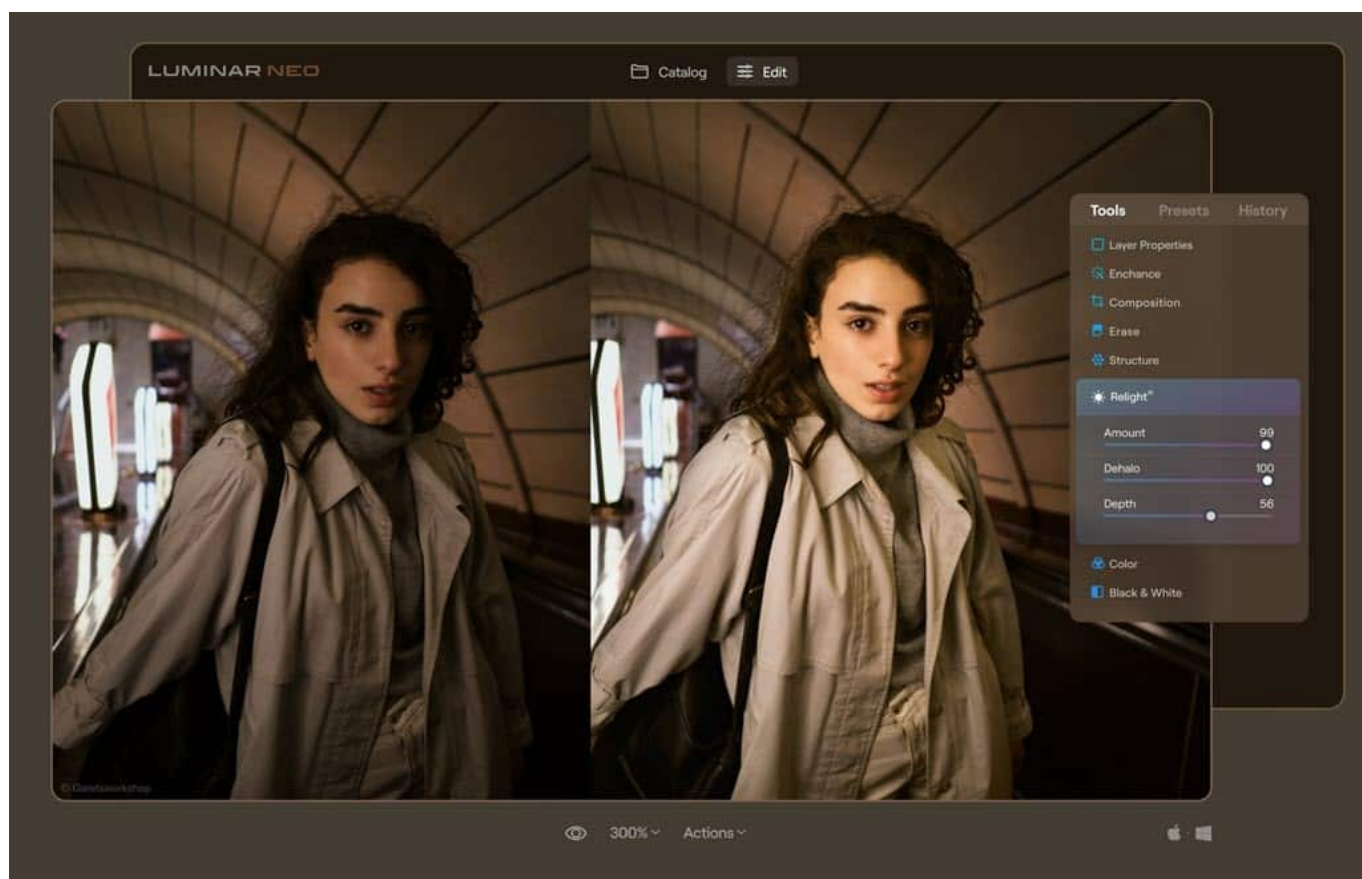 LUMINAR NEO
Catalog
Edit
Tools Presets History
Layer Properties
Enchance
Composition
Erase
Structure
Relight
Amount 99
Dehalo 100
Depth 56
Color
Black & White
300%
Actions